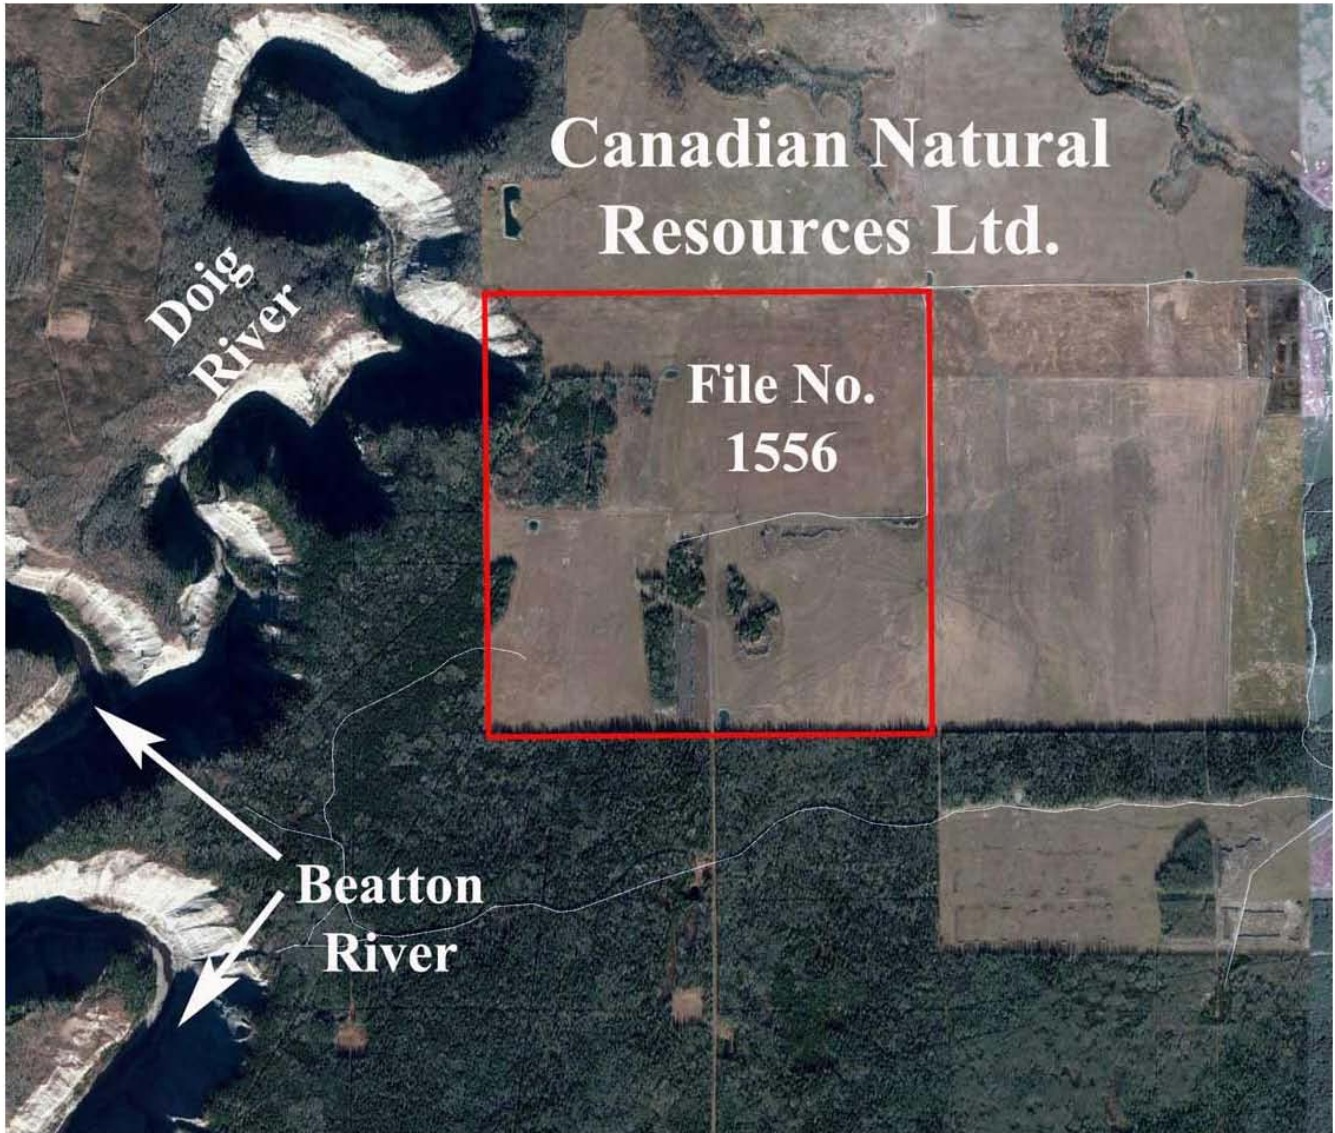 Canadian Natural
Resources Ltd.
Doig
River
File No.
1556
Beatton
River